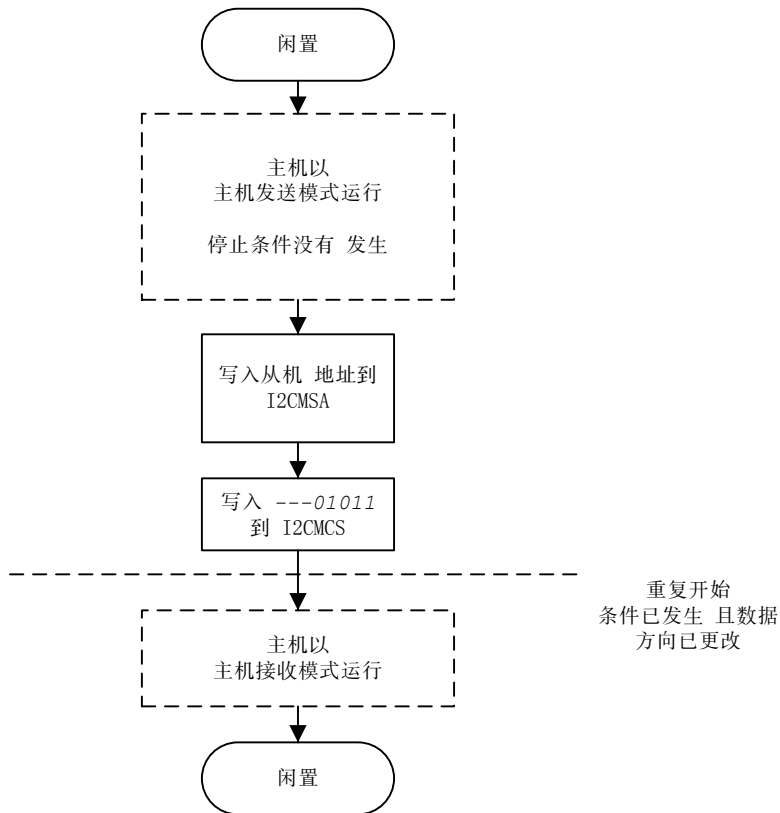 闲置
主机以
主机发送模式运行
停止条件没有 发生
写入从机 地址到
I2CMSA
写入 ---01011
到 I2CMCS
重复开始
条件已发生 且数据
方向已更改
主机以
主机接收模式运行
闲置